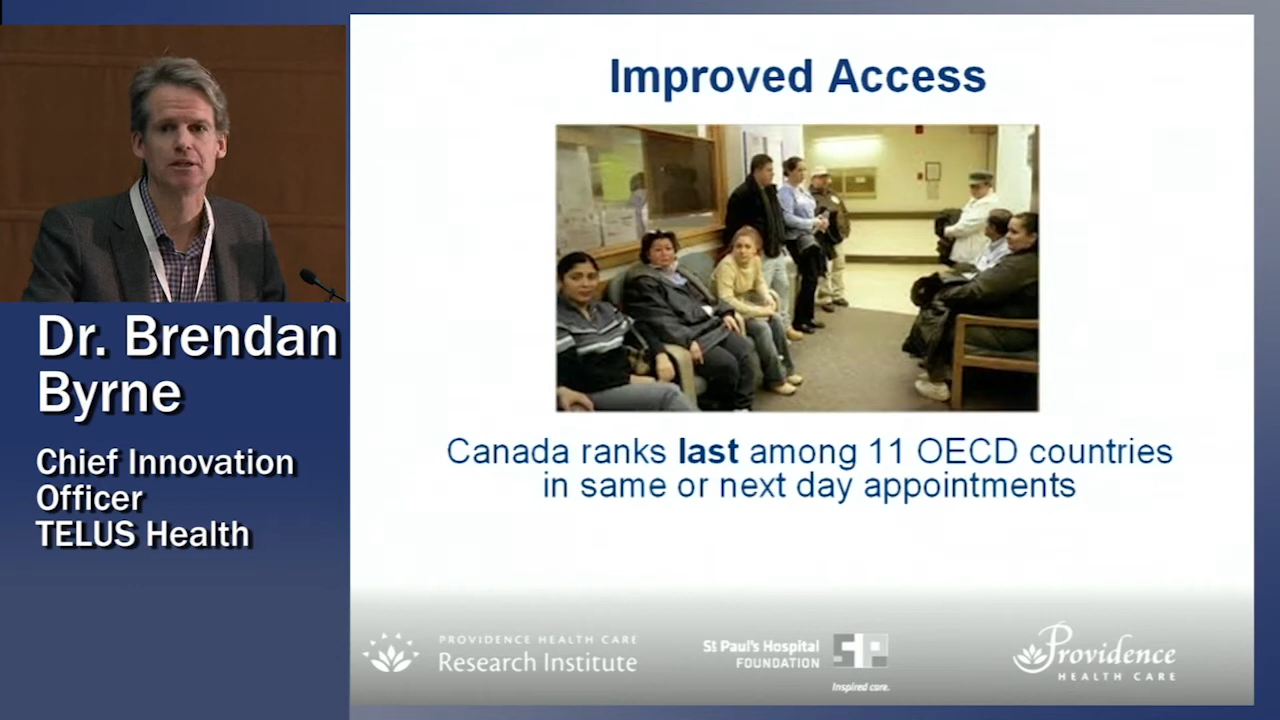 Dr. Brendan
Byrne
Chief Innovation
Officer
TELUS Health
Improved Access
Canada ranks last among 11 OECD countries
in same or next day appointments
PROVIDENCE HEALTH CARE
Research Institute
St Paul's Hospital
FOUNDATION
SP
Inspired care.
Providence
HEALTH CARE